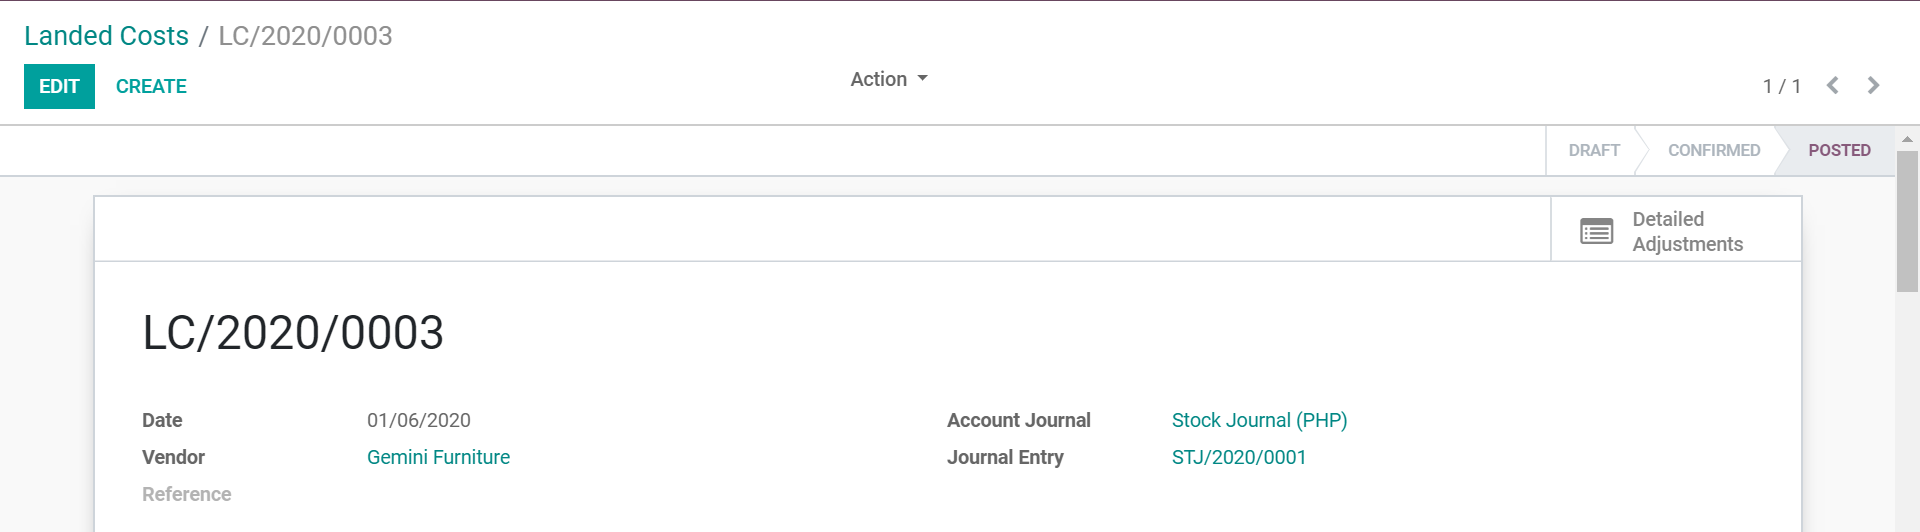 Landed Costs / LC/2020/0003
EDIT CREATE Action 1 / 1
DRAFT CONFIRMED POSTED
Detailed
Adjustments
LC/2020/0003
Date 01/06/2020 Account Journal Stock Journal (PHP)
Vendor Gemini Furniture Journal Entry STJ/2020/0001
Reference